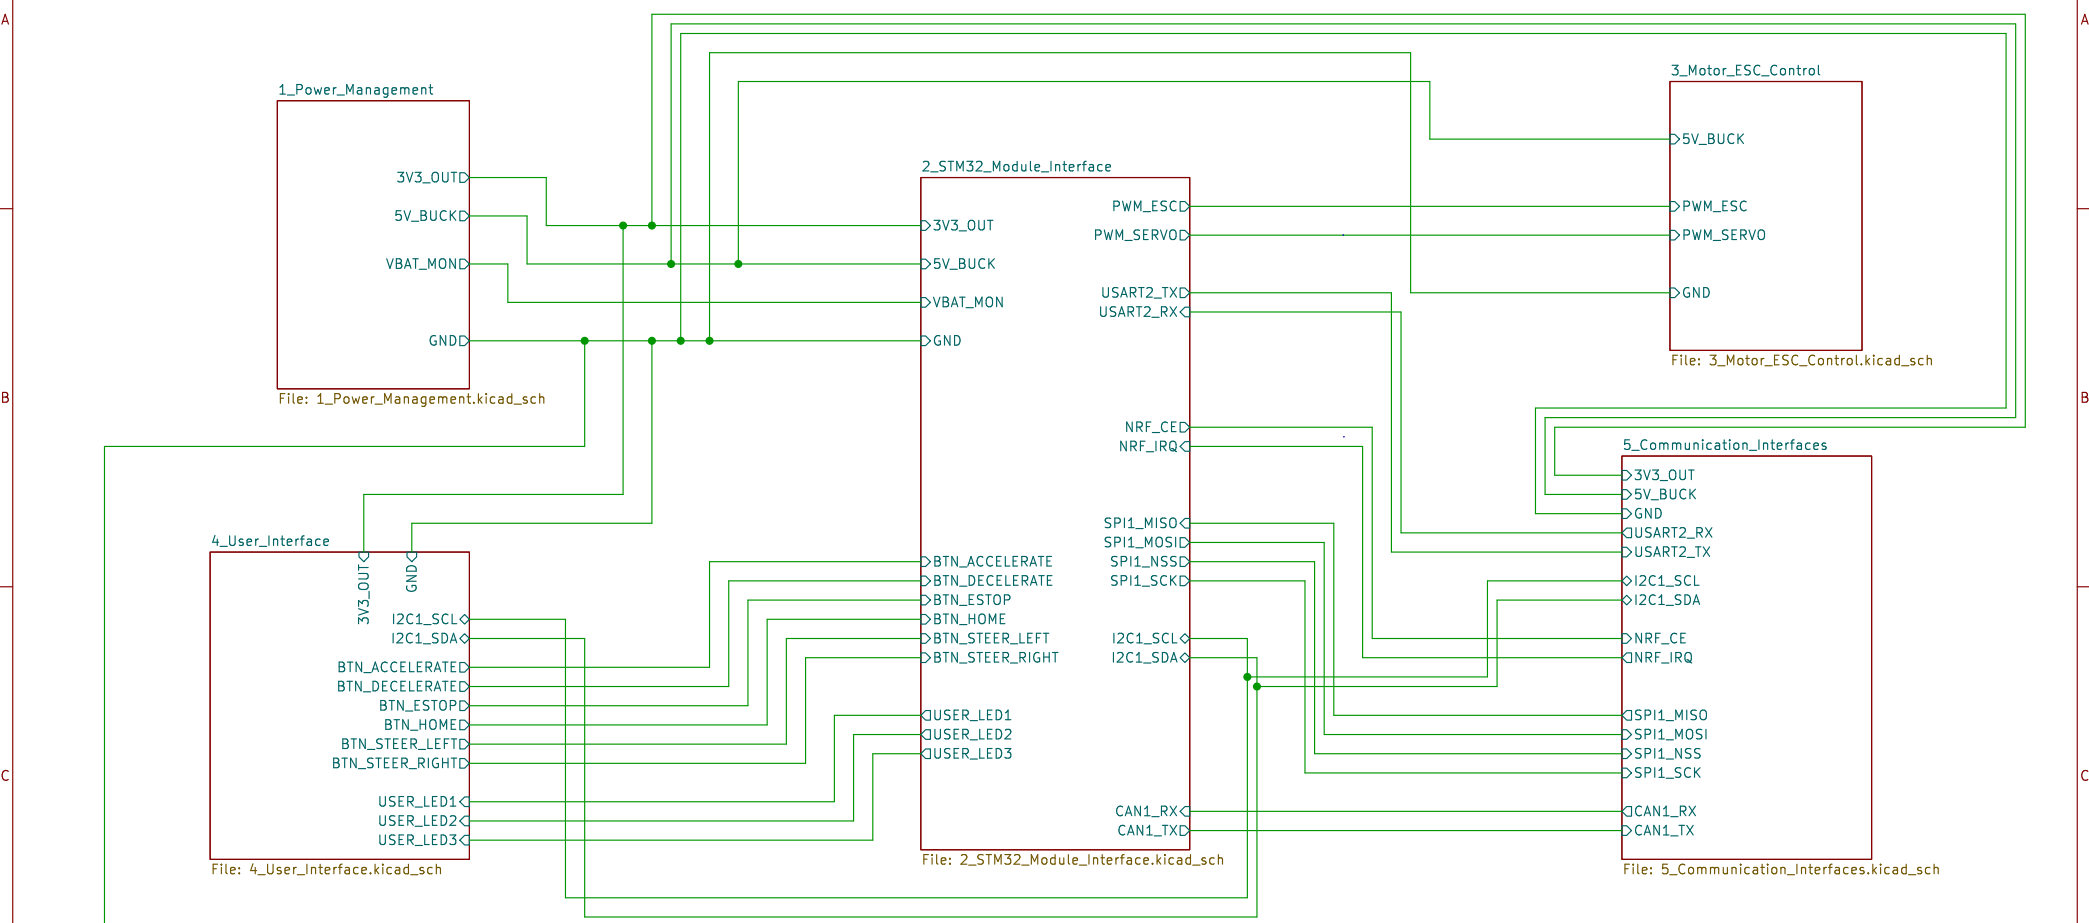 A
A
1_Power_Management
3V3_OUT
5V_BUCK
VBAT_MON
GND
File: 1_Power_Management.kicad_sch
2_STM32_Module_Interface
3V3_OUT
5V_BUCK
VBAT_MON
GND
BTN_ACCELERATE
BTN_DECELERATE
BTN_ESTOP
BTN_HOME
BTN_STEER_LEFT
BTN_STEER_RIGHT
USER_LED1
USER_LED2
USER_LED3
PWM_ESC
PWM_SERVO
USART2_TX
USART2_RX
NRF_CE
NRF_IRQ
SPI1_MISO
SPI1_MOSI
SPI1_NSS
SPI1_SCK
I2C1_SCL
I2C1_SDA
CAN1_RX
CAN1_TX
File: 2_STM32_Module_Interface.kicad_sch
3_Motor_ESC_Control
5V_BUCK
PWM_ESC
PWM_SERVO
GND
File: 3_Motor_ESC_Control.kicad_sch
B
B
4_User_Interface
3V3_OUT
GND
I2C1_SCL
I2C1_SDA
BTN_ACCELERATE
BTN_DECELERATE
BTN_ESTOP
BTN_HOME
BTN_STEER_LEFT
BTN_STEER_RIGHT
USER_LED1
USER_LED2
USER_LED3
File: 4_User_Interface.kicad_sch
5_Communication_Interfaces
3V3_OUT
5V_BUCK
GND
USART2_RX
USART2_TX
I2C1_SCL
I2C1_SDA
NRF_CE
NRF_IRQ
SPI1_MISO
SPI1_MOSI
SPI1_NSS
SPI1_SCK
CAN1_RX
CAN1_TX
File: 5_Communication_Interfaces.kicad_sch
C
C